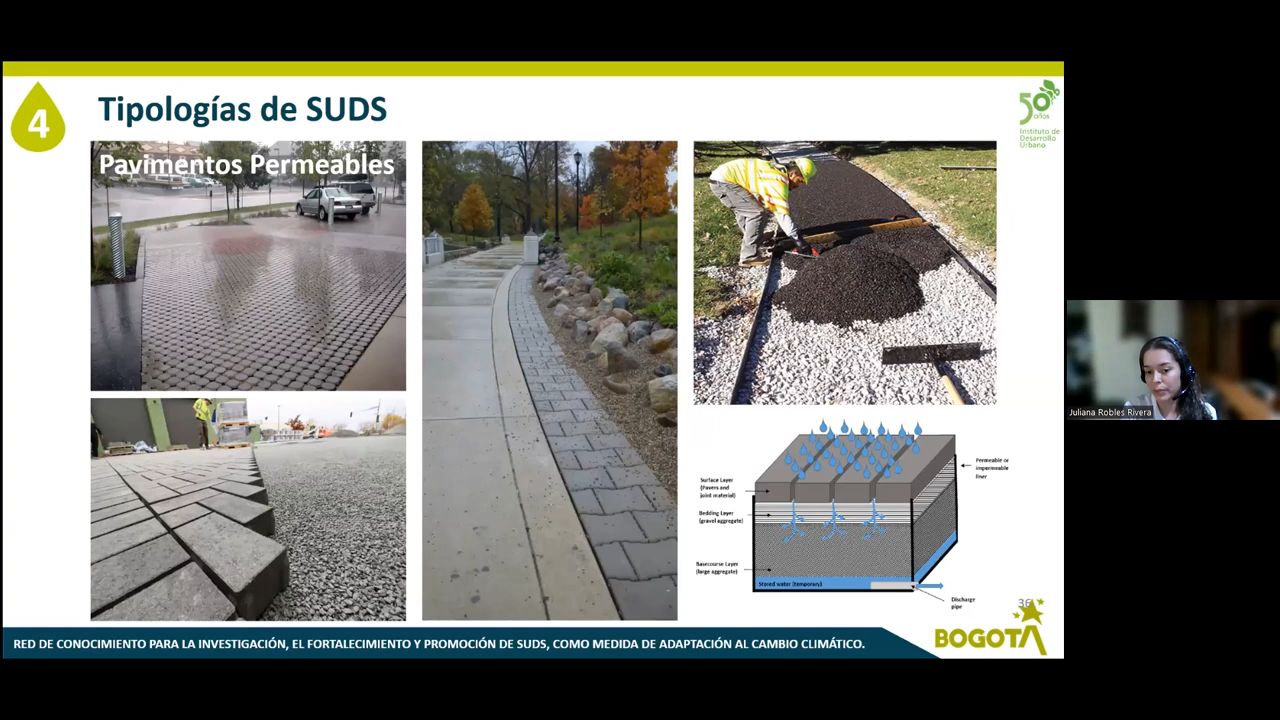 4
Tipologías de SUDS
50
años
Instituto de
Desarrollo
Urbano
Pavimentos Permeables
Surface Layer
(Pavers and
joint material)
Bedding Layer
(gravel aggregate)
Basecourse Layer
(large aggregate)
Stored water (temporary)
Permeable or
impermeable
liner
Discharge
pipe
36
RED DE CONOCIMIENTO PARA LA INVESTIGACIÓN, EL FORTALECIMIENTO Y PROMOCIÓN DE SUDS, COMO MEDIDA DE ADAPTACIÓN AL CAMBIO CLIMÁTICO.
BOGOTÁ
Juliana Robles Rivera